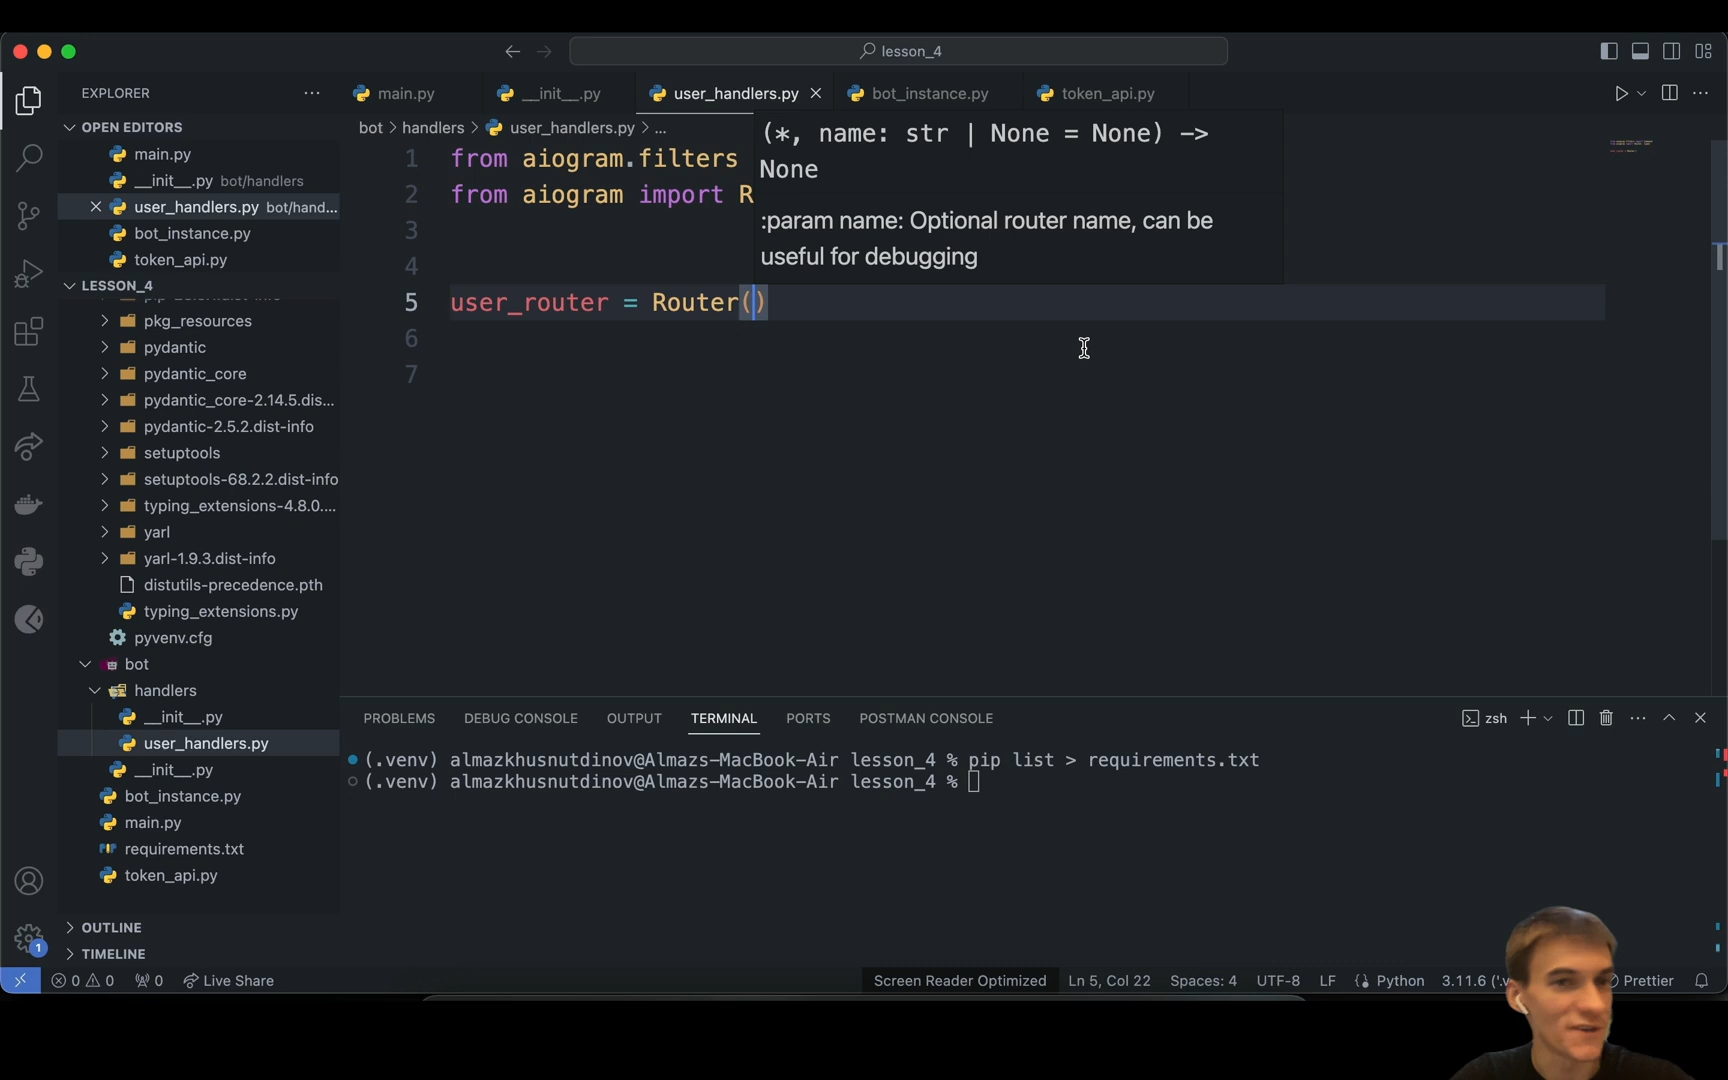 lesson_4
EXPLORER
main.py
__init__.py
user_handlers.py
bot_instance.py
token_api.py
OPEN EDITORS
main.py
__init__.py bot/handlers
user_handlers.py bot/hand...
bot_instance.py
token_api.py
LESSON_4
pkg_resources
pydantic
pydantic_core
pydantic_core-2.14.5.dis...
pydantic-2.5.2.dist-info
setuptools
setuptools-68.2.2.dist-info
typing_extensions-4.8.0....
yarl
yarl-1.9.3.dist-info
distutils-precedence.pth
typing_extensions.py
pyvenv.cfg
bot
handlers
__init__.py
user_handlers.py
__init__.py
bot_instance.py
main.py
requirements.txt
token_api.py
OUTLINE
TIMELINE
bot > handlers > user_handlers.py > ...
1 from aiogram.filters
2 from aiogram import R
3
4
5 user_router = Router()
6
7
(*, name: str | None = None) ->
None
:param name: Optional router name, can be
useful for debugging
PROBLEMS DEBUG CONSOLE OUTPUT TERMINAL PORTS POSTMAN CONSOLE
zsh
(.venv) almazkhusnutdinov@Almazs-MacBook-Air lesson_4 % pip list > requirements.txt
(.venv) almazkhusnutdinov@Almazs-MacBook-Air lesson_4 %
1
0 0 0 Live Share
Screen Reader Optimized Ln 5, Col 22 Spaces: 4 UTF-8 LF Python 3.11.6 ('.v Prettier